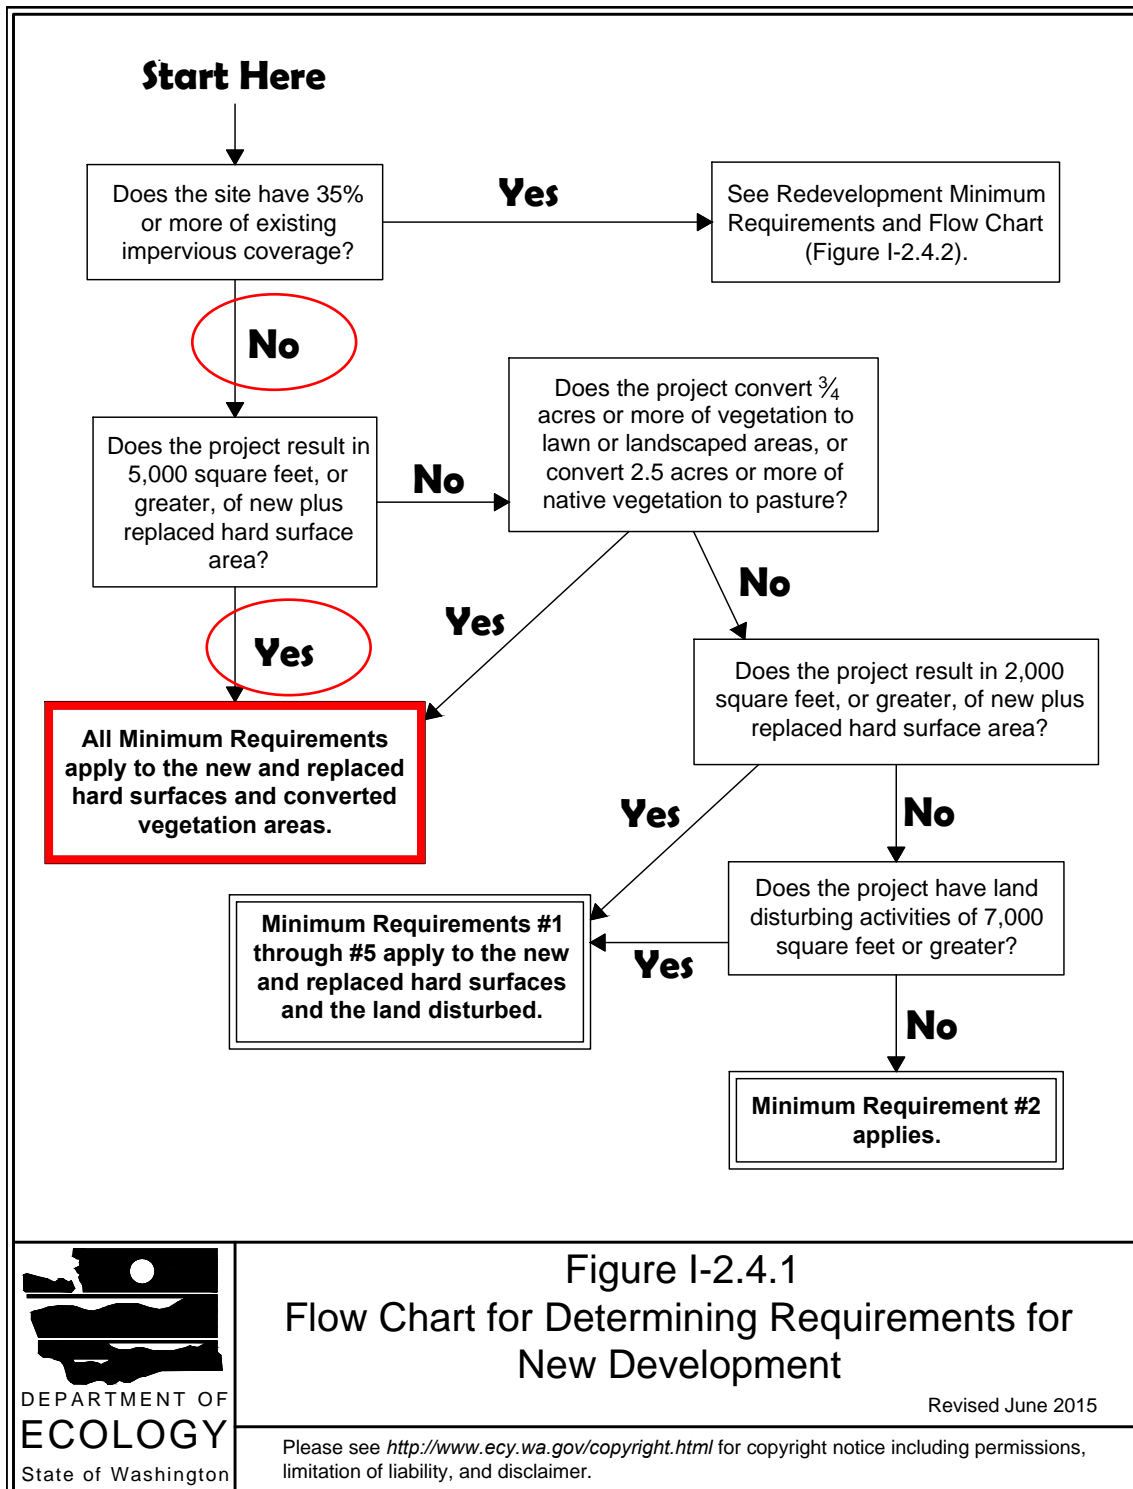 Start Here
Does the site have 35%
or more of existing
impervious coverage?
Yes
See Redevelopment Minimum
Requirements and Flow Chart
(Figure I-2.4.2).
No
Does the project result in
5,000 square feet, or
greater, of new plus
replaced hard surface
area?
No
Does the project convert ¾
acres or more of vegetation to
lawn or landscaped areas, or
convert 2.5 acres or more of
native vegetation to pasture?
Yes
Yes
No
All Minimum Requirements
apply to the new and replaced
hard surfaces and converted
vegetation areas.
Does the project result in 2,000
square feet, or greater, of new plus
replaced hard surface area?
Yes
No
Minimum Requirements #1
through #5 apply to the new
and replaced hard surfaces
and the land disturbed.
Yes
Does the project have land
disturbing activities of 7,000
square feet or greater?
No
Minimum Requirement #2
applies.
DEPARTMENT OF
ECOLOGY
State of Washington
Figure I-2.4.1
Flow Chart for Determining Requirements for
New Development
Revised June 2015
Please see http://www.ecy.wa.gov/copyright.html for copyright notice including permissions,
limitation of liability, and disclaimer.